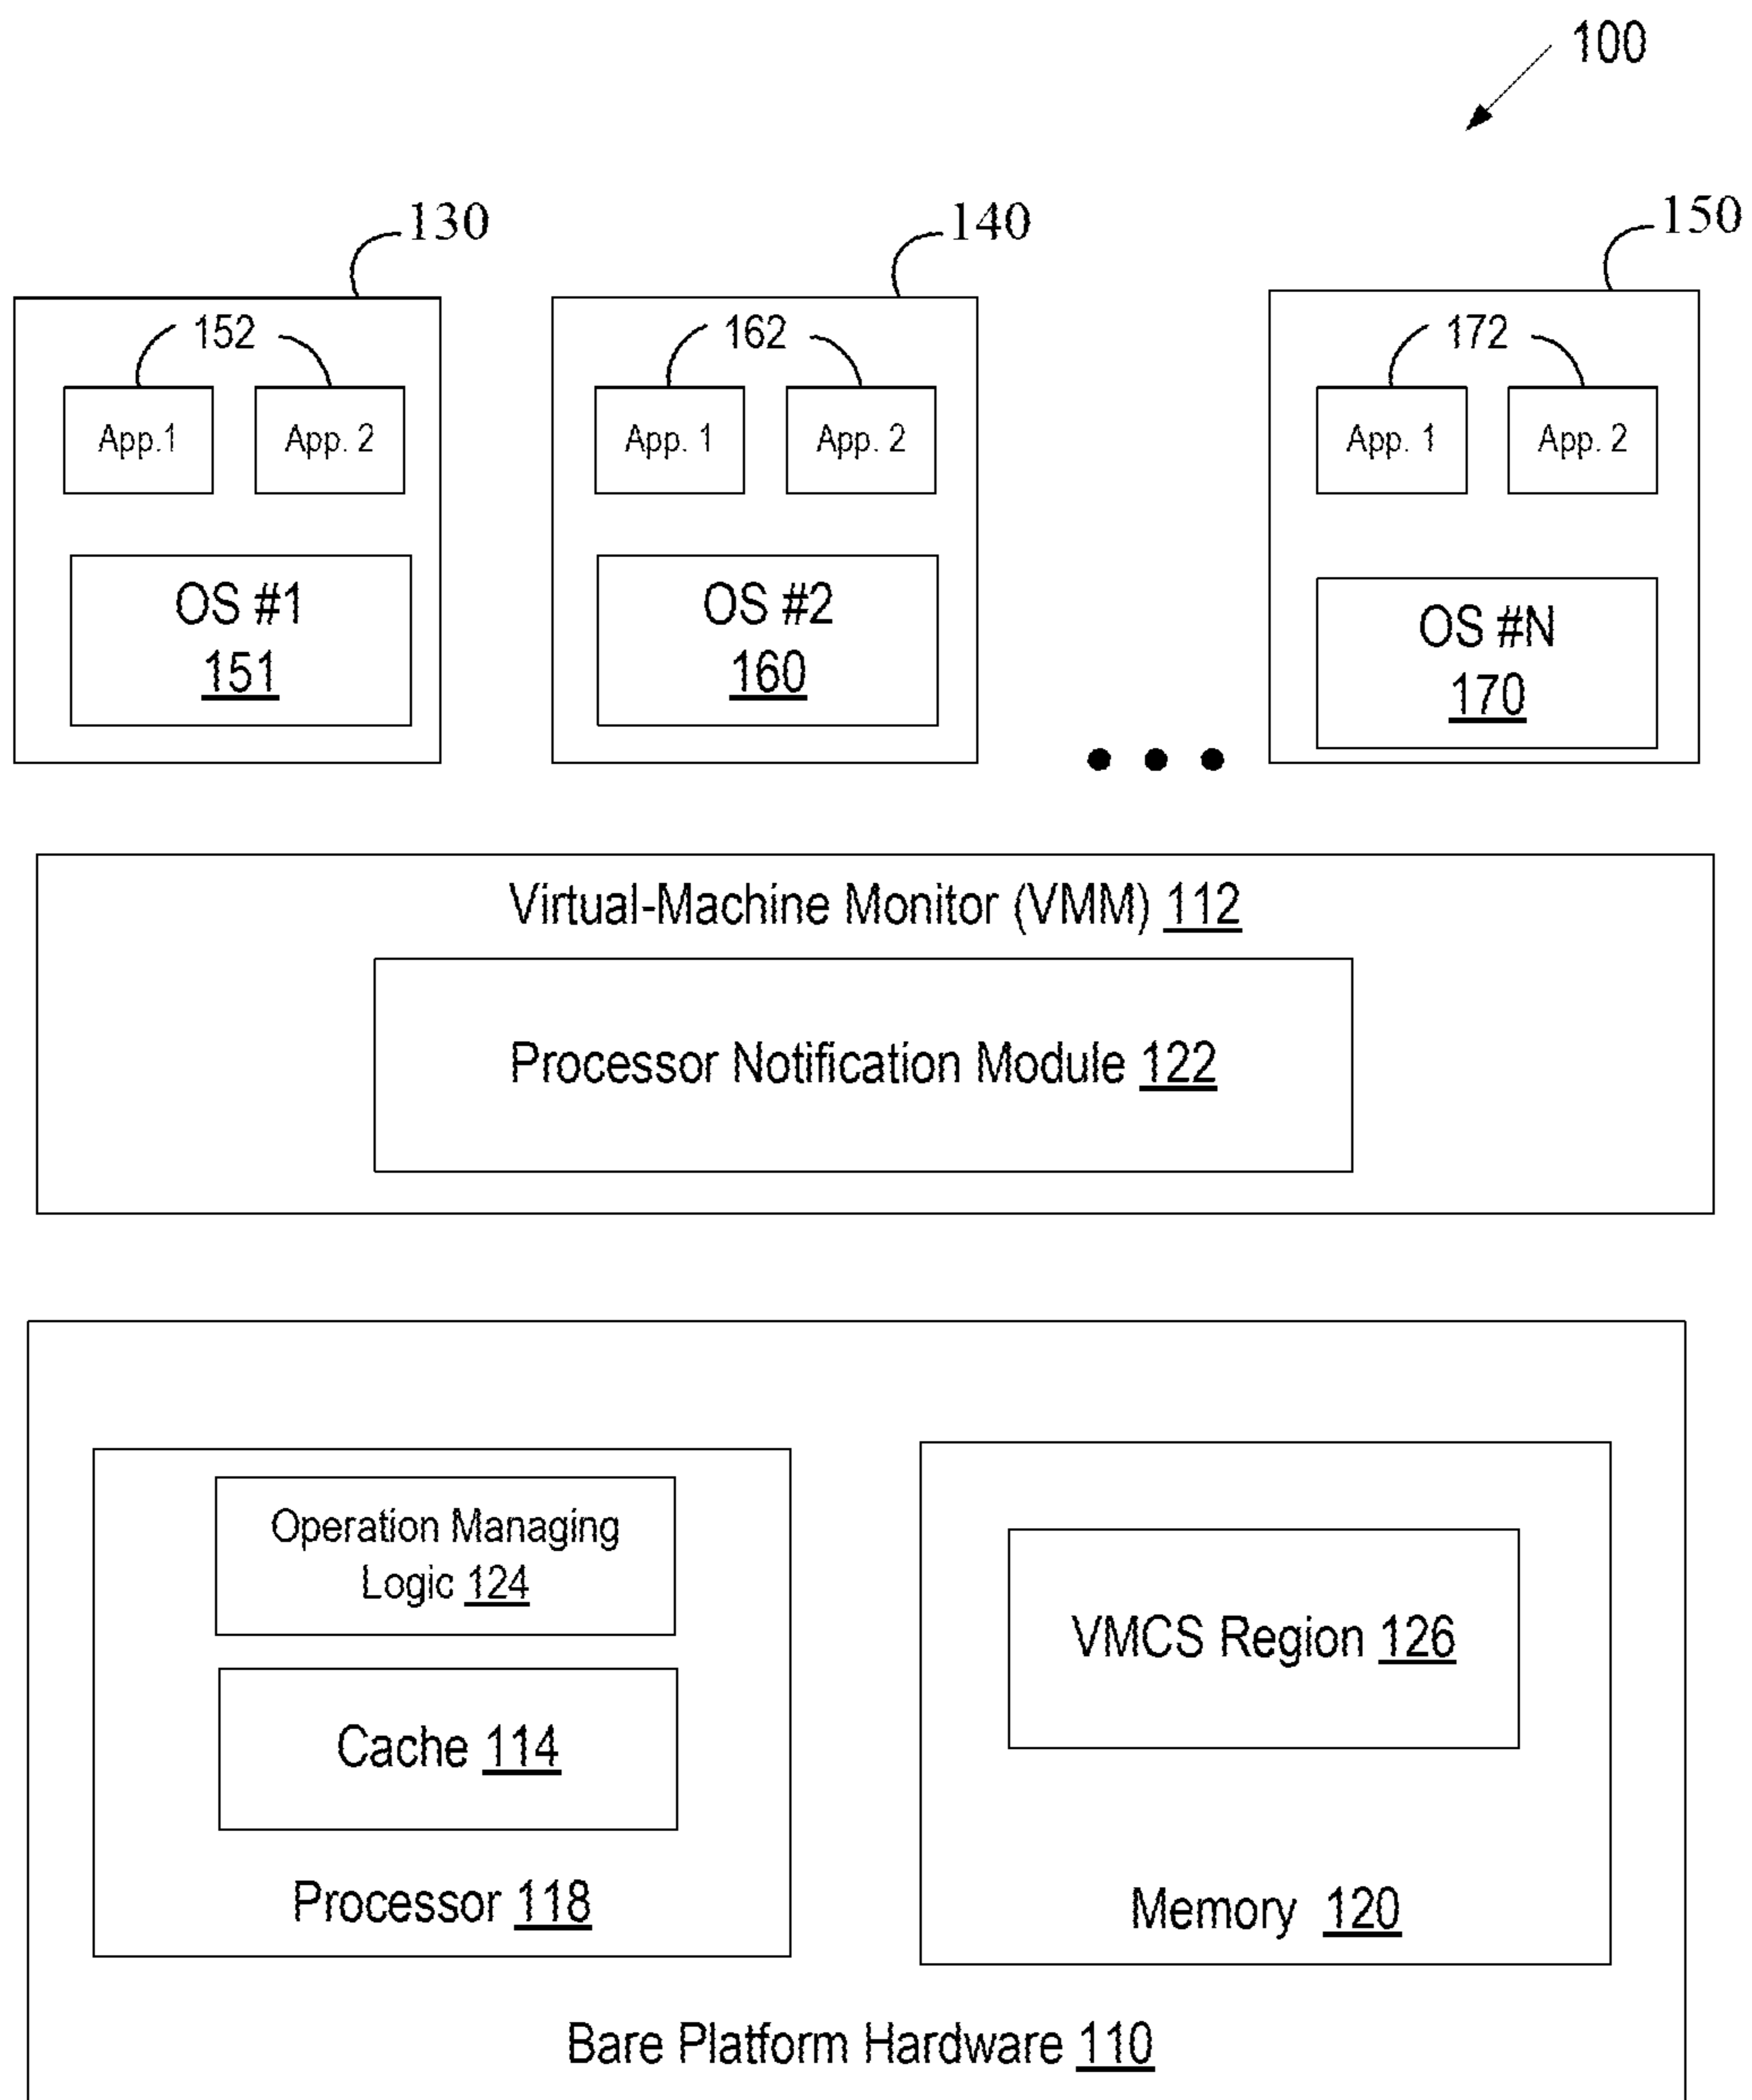 100
130
140
150
152
162
172
App.1
App. 2
App. 1
App. 2
App. 1
App. 2
OS #1
151
OS #2
160
OS #N
170
Virtual-Machine Monitor (VMM) 112
Processor Notification Module 122
Operation Managing
Logic 124
Cache 114
Processor 118
VMCS Region 126
Memory 120
Bare Platform Hardware 110